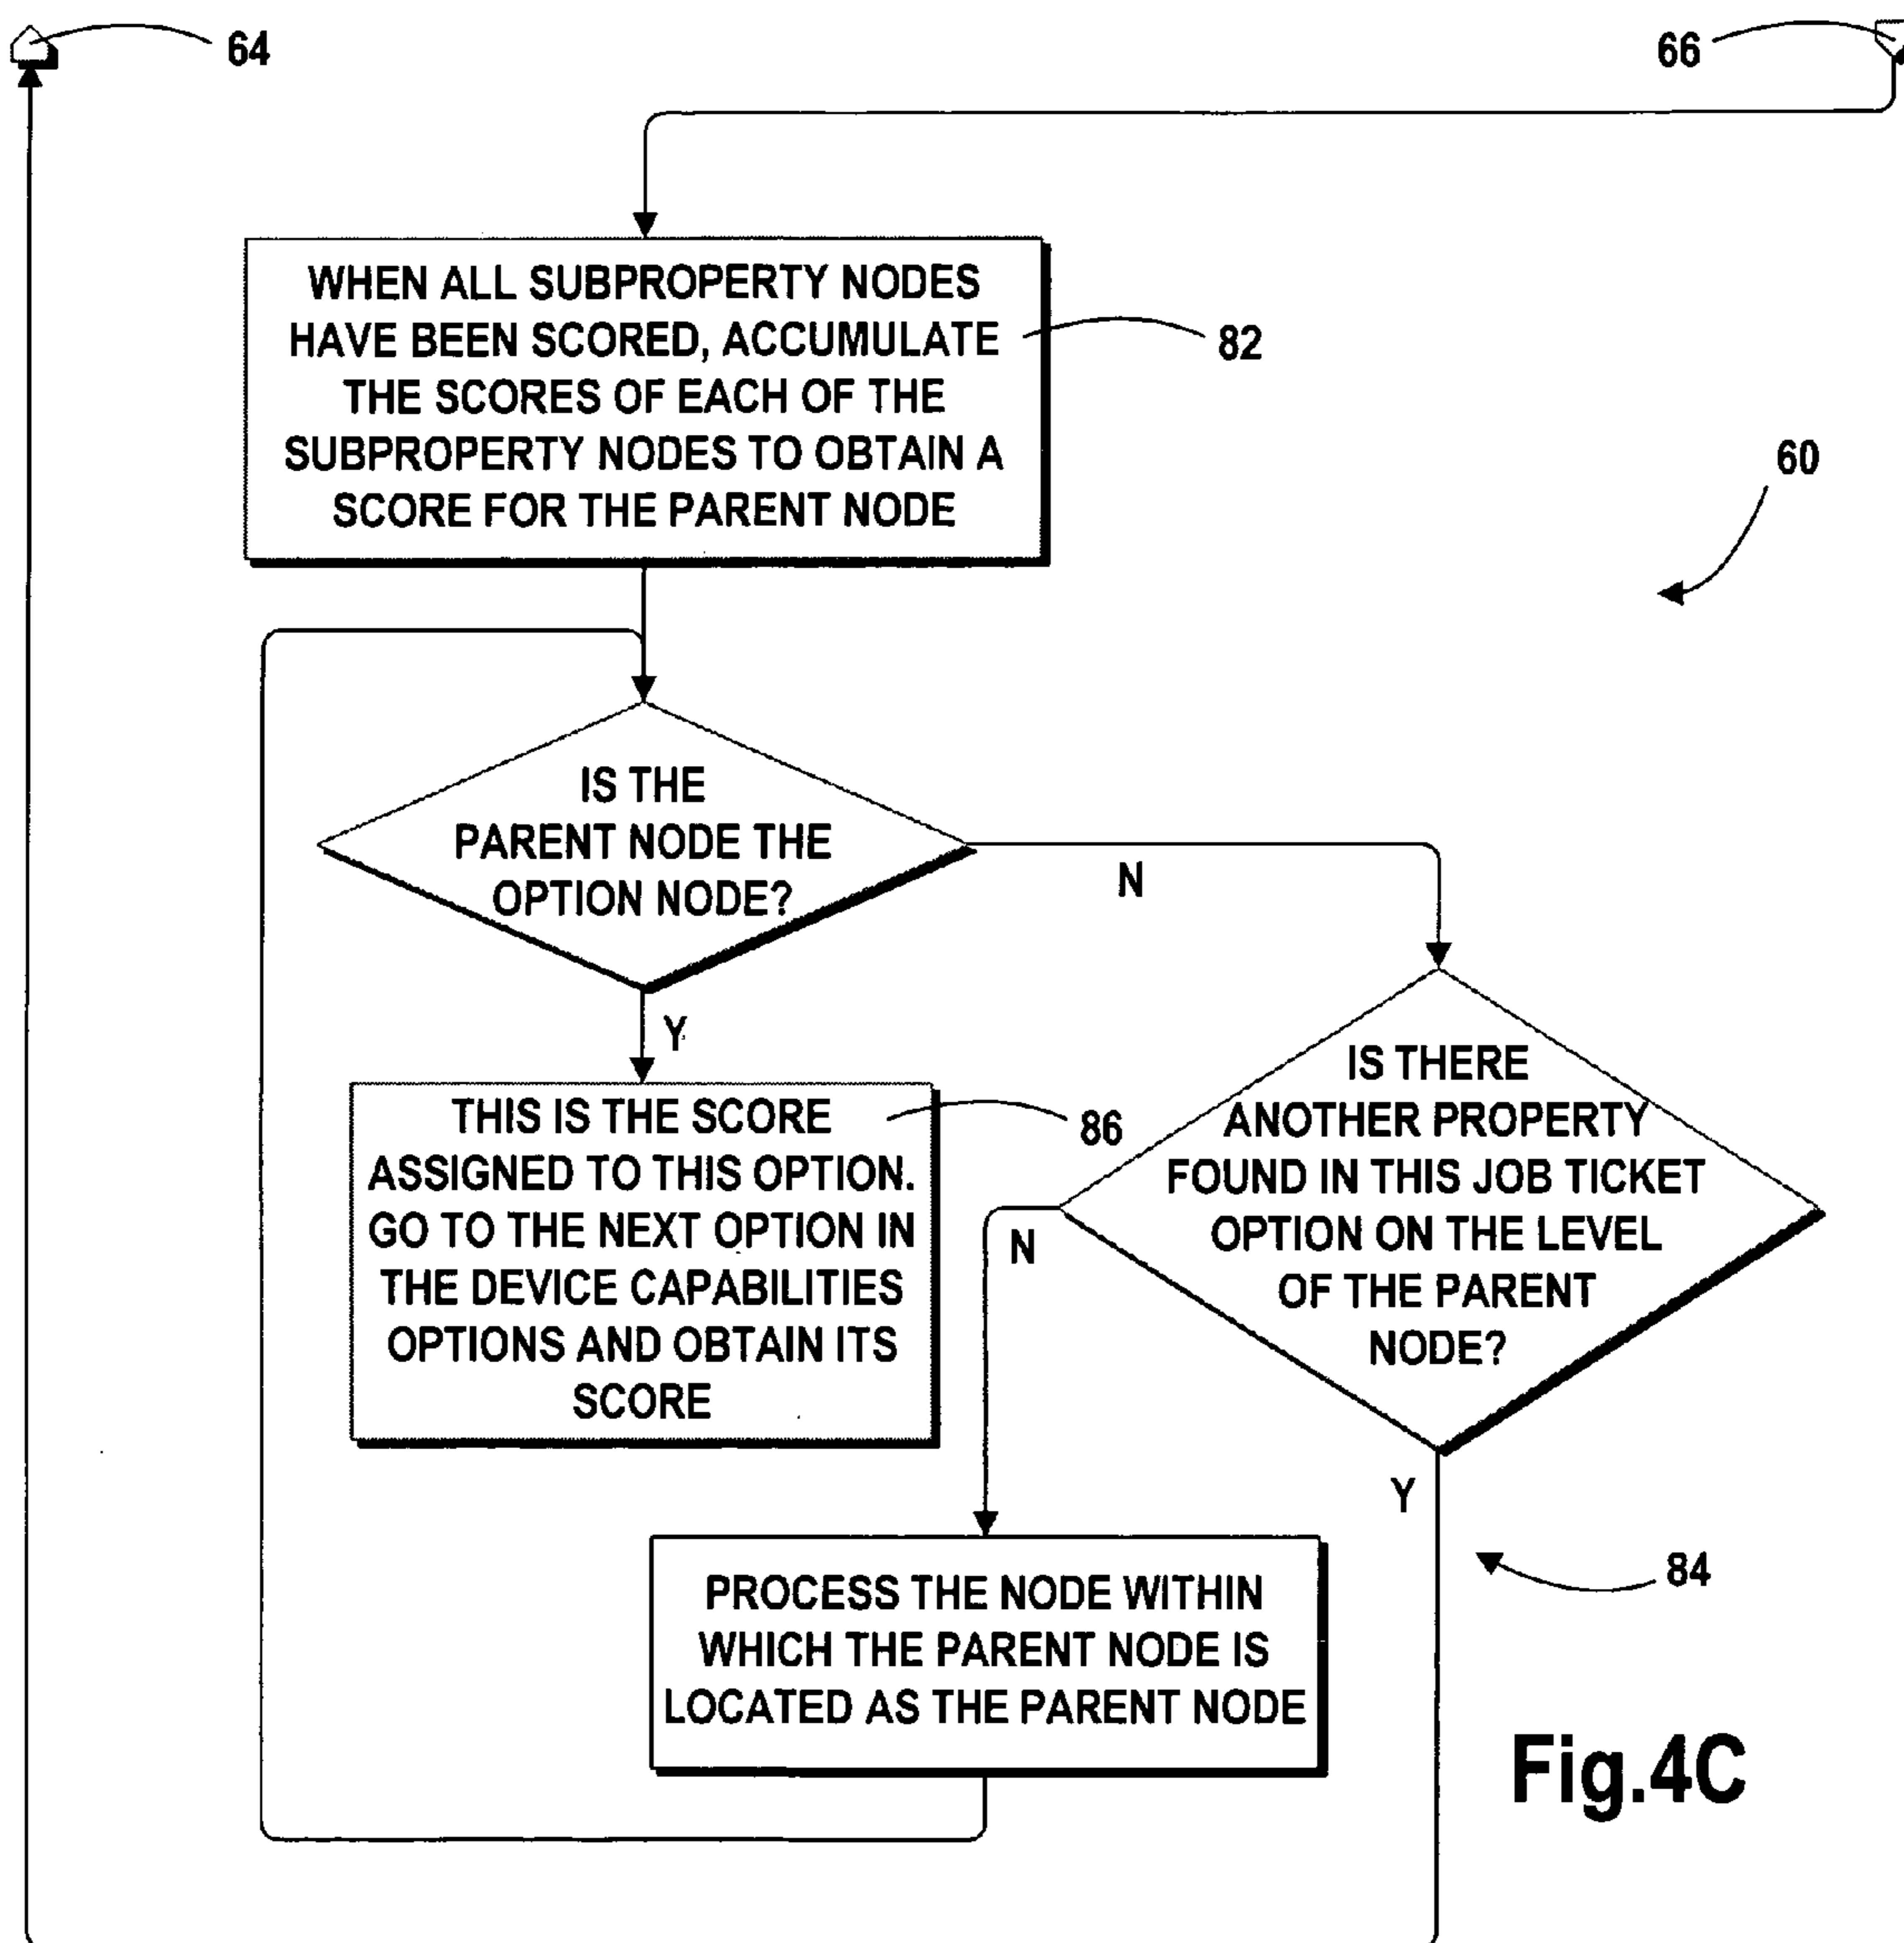 64
66
WHEN ALL SUBPROPERTY NODES
HAVE BEEN SCORED, ACCUMULATE
THE SCORES OF EACH OF THE
SUBPROPERTY NODES TO OBTAIN A
SCORE FOR THE PARENT NODE
82
60
IS THE
PARENT NODE THE
OPTION NODE?
N
Y
THIS IS THE SCORE
ASSIGNED TO THIS OPTION.
GO TO THE NEXT OPTION IN
THE DEVICE CAPABILITIES
OPTIONS AND OBTAIN ITS
SCORE
86
IS THERE
ANOTHER PROPERTY
FOUND IN THIS JOB TICKET
OPTION ON THE LEVEL
OF THE PARENT
NODE?
N
Y
84
PROCESS THE NODE WITHIN
WHICH THE PARENT NODE IS
LOCATED AS THE PARENT NODE
Fig.4C